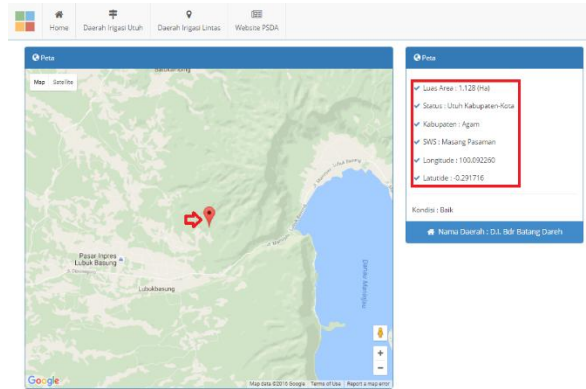 Home
Daerah Irigasi Utuh
Daerah Irigasi Lintas
Website PSDA
Peta
Map Satellite
Pasar Inpres
Lubuk Basung
Lubukbasung
Danau Maninjau
Google
Map data ©2016 Google Terms of Use Report a map error
Peta
Luas Area : 1,128 (Ha)
Status : Utuh Kabupaten-Kota
Kabupaten : Agam
SWS : Masang Pasaman
Longitude : 100.092260
Latutide : -0.291716
Kondisi : Baik
Nama Daerah : D.I. Bdr Batang Dareh